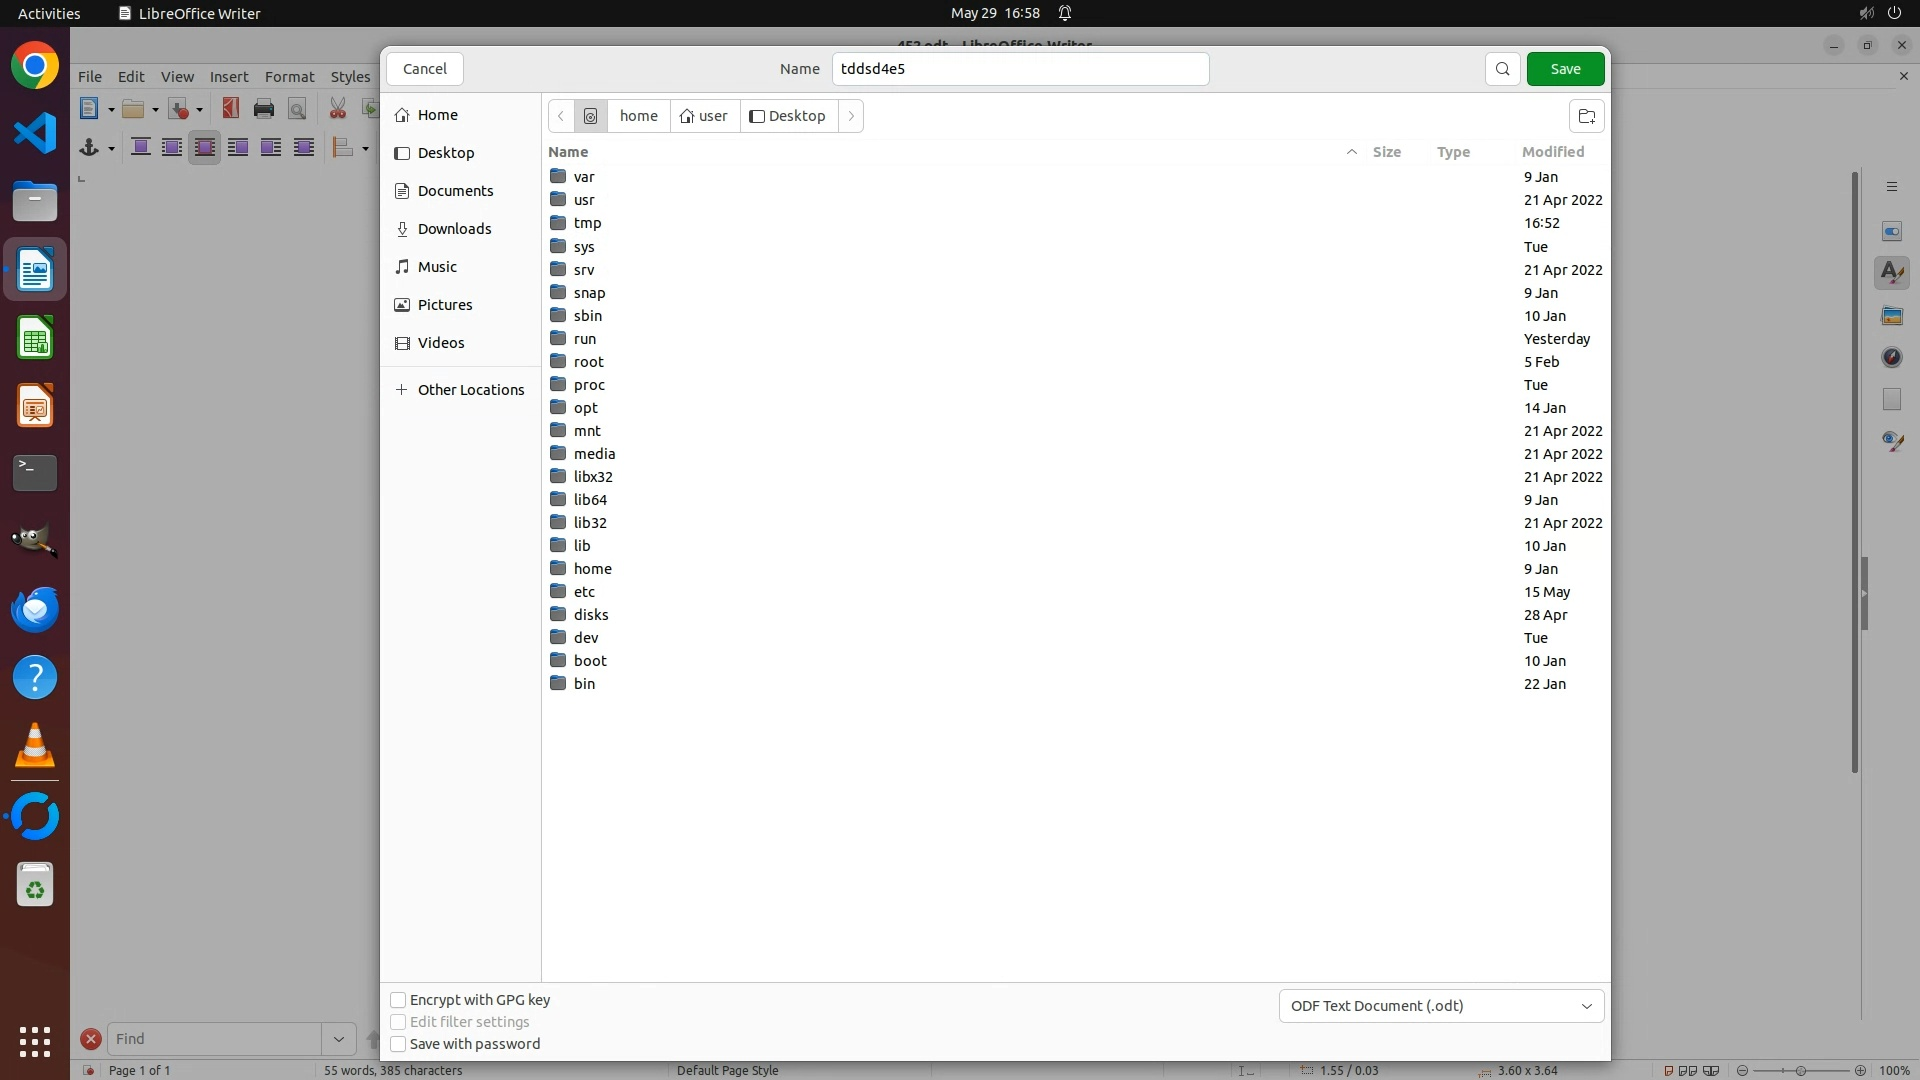 Activities
LibreOffice Writer
May 29 16:58
File
Edit
View
Insert
Format
Styles
Cancel
Name
tddsd4e5
Save
Home
Desktop
Documents
Downloads
Music
Pictures
Videos
Other Locations
home
user
Desktop
Name
Size
Type
Modified
var
9 Jan
usr
21 Apr 2022
tmp
16:52
sys
Tue
srv
21 Apr 2022
snap
9 Jan
sbin
10 Jan
run
Yesterday
root
5 Feb
proc
Tue
opt
14 Jan
mnt
21 Apr 2022
media
21 Apr 2022
libx32
21 Apr 2022
lib64
9 Jan
lib32
21 Apr 2022
lib
10 Jan
home
9 Jan
etc
15 May
disks
28 Apr
dev
Tue
boot
10 Jan
bin
22 Jan
Encrypt with GPG key
Edit filter settings
Save with password
ODF Text Document (.odt)
Find
Page 1 of 1
55 words, 385 characters
Default Page Style
1.55 / 0.03
3.60 x 3.64
100%